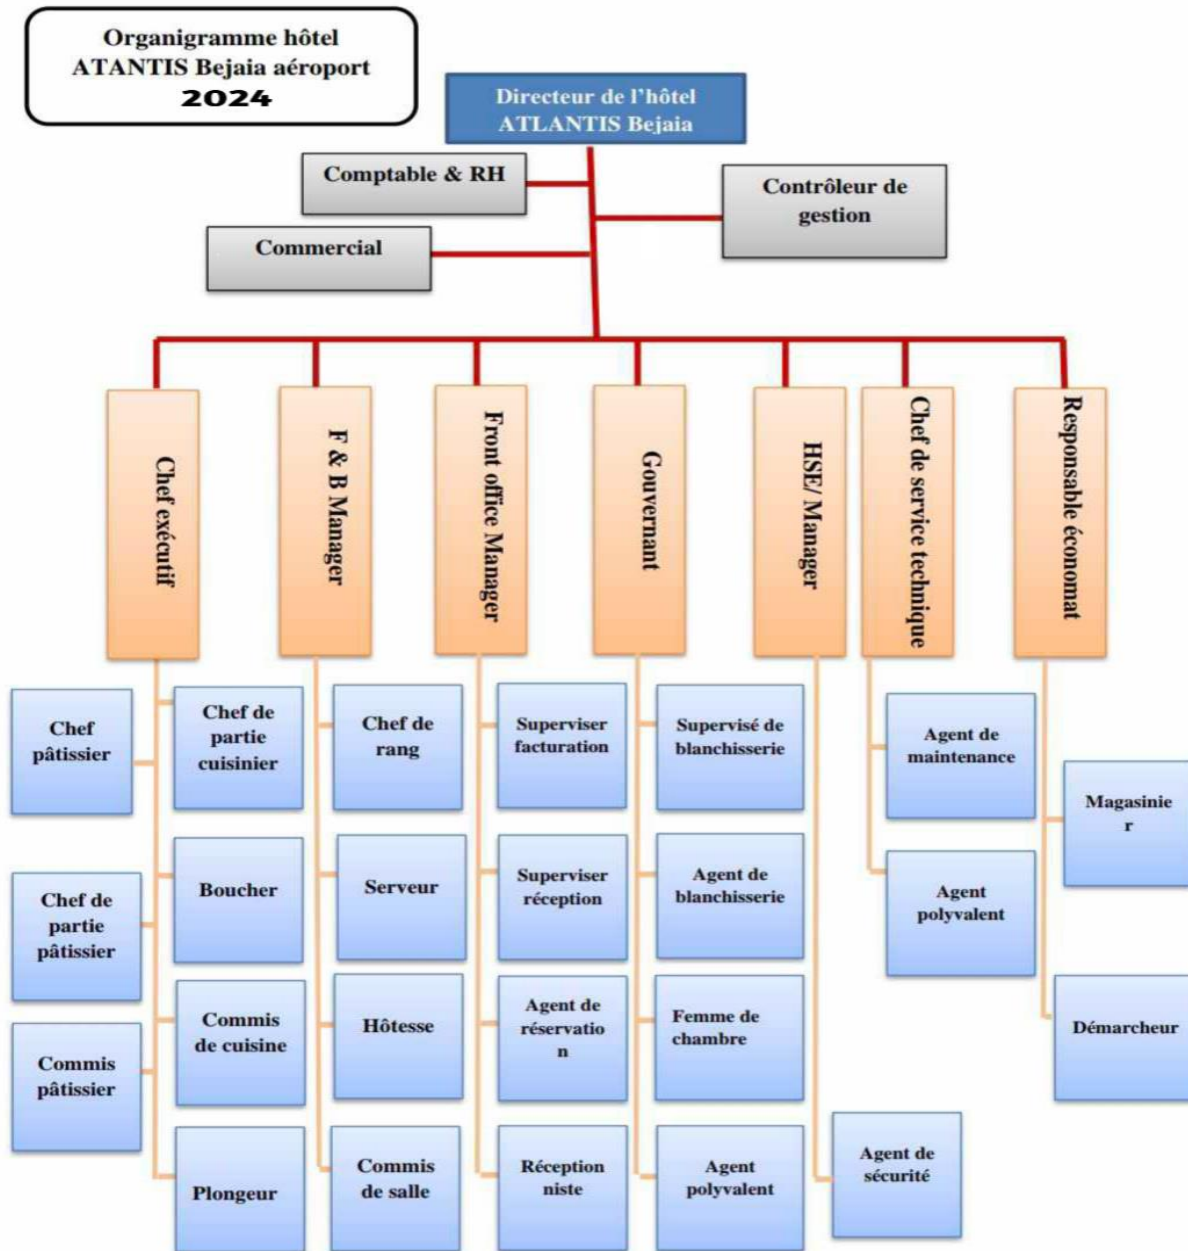 Organigramme hôtel
ATANTIS Bejaia aéroport
2024
Directeur de l'hôtel
ATLANTIS Bejaia
Comptable & RH
Contrôleur de
gestion
Commercial
Chef exécutif
F & B Manager
Front office Manager
Gouvernant
HSE/ Manager
Chef de service technique
Responsable économat
Chef
pâtissier
Chef de
partie
cuisinier
Chef de
rang
Superviser
facturation
Supervisé de
blanchisserie
Agent de
maintenance
Magasinie
r
Chef de
partie
pâtissier
Boucher
Serveur
Superviser
réception
Agent de
blanchisserie
Agent
polyvalent
Commis
pâtissier
Commis
de cuisine
Hôtesse
Agent de
réservatio
n
Femme de
chambre
Démarcheur
Plongeur
Commis
de salle
Réception
niste
Agent
polyvalent
Agent de
sécurité